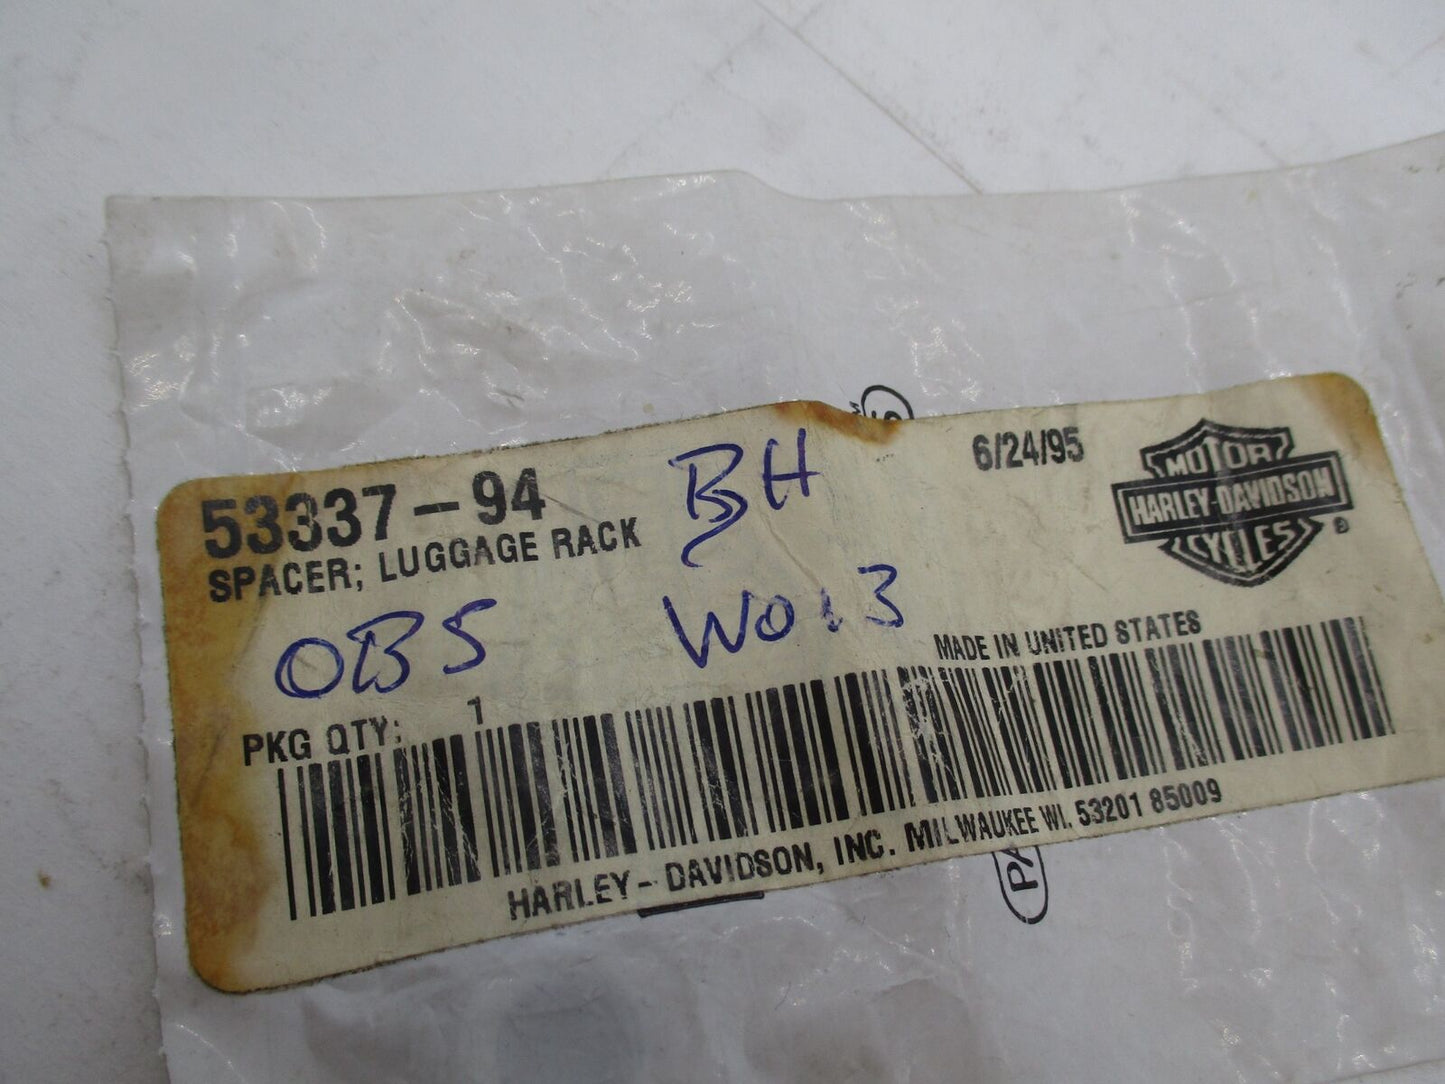 53337-94
BH
6/24/95
MOTOR
HARLEY-DAVIDSON
CYCLES
®
SPACER; LUGGAGE RACK
OBS
W013
MADE IN UNITED STATES
PKG QTY: 1
HARLEY-DAVIDSON, INC. MILWAUKEE WI. 53201 85009
PA